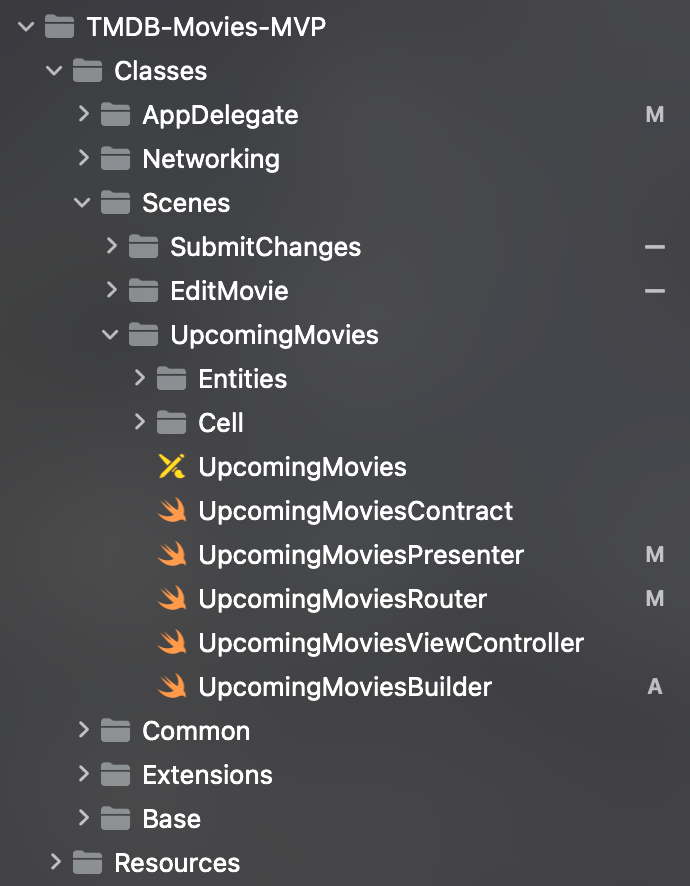 TMDB-Movies-MVP
Classes
AppDelegate M
Networking
Scenes
SubmitChanges —
EditMovie —
UpcomingMovies
Entities
Cell
UpcomingMovies
UpcomingMoviesContract
UpcomingMoviesPresenter M
UpcomingMoviesRouter M
UpcomingMoviesViewController
UpcomingMoviesBuilder A
Common
Extensions
Base
Resources